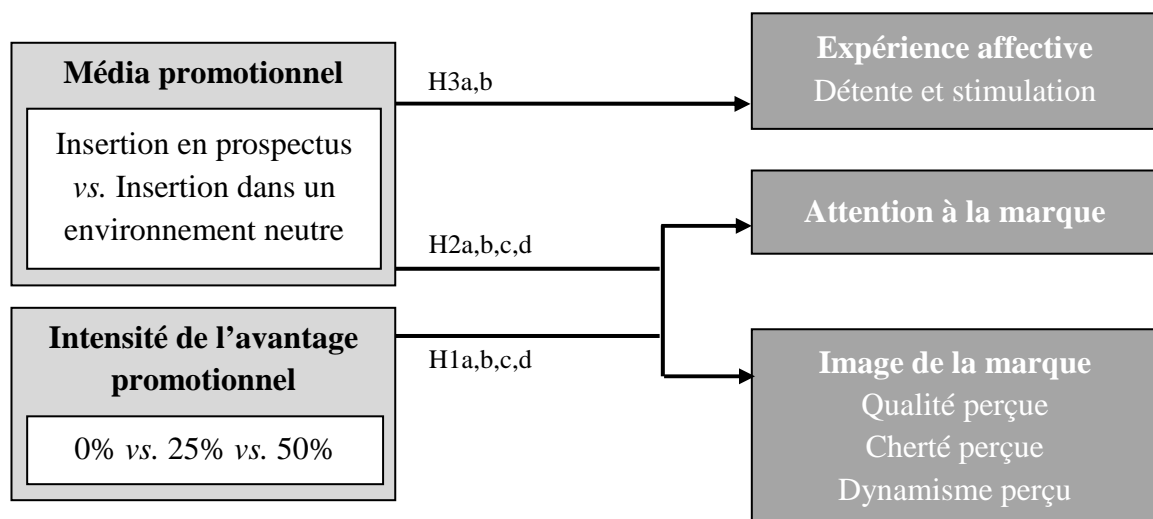 Média promotionnel
Insertion en prospectus
vs. Insertion dans un
environnement neutre
Intensité de l’avantage
promotionnel
0% vs. 25% vs. 50%
H3a,b
H2a,b,c,d
H1a,b,c,d
Expérience affective
Détente et stimulation
Attention à la marque
Image de la marque
Qualité perçue
Cherté perçue
Dynamisme perçu